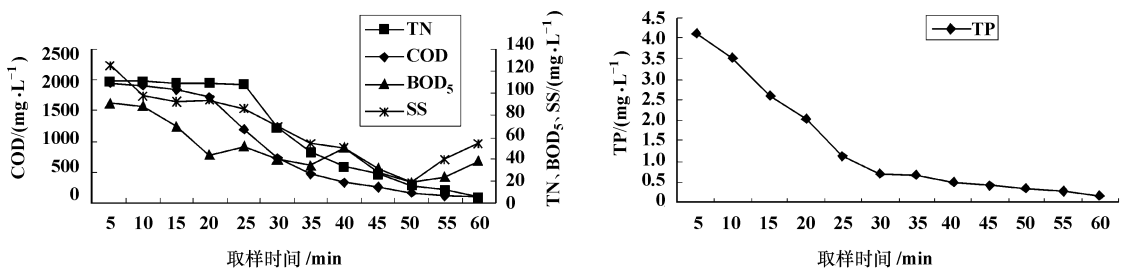 TN
COD
BOD₅
SS
COD/(mg·L⁻¹)
2500
2000
1500
1000
500
0
140
120
100
80
60
40
20
0
TN、BOD₅、SS/(mg·L⁻¹)
5 10 15 20 25 30 35 40 45 50 55 60
取样时间 /min
TP
TP/(mg·L⁻¹)
4.5
4.0
3.5
3.0
2.5
2.0
1.5
1.0
0.5
0
5 10 15 20 25 30 35 40 45 50 55 60
取样时间 /min